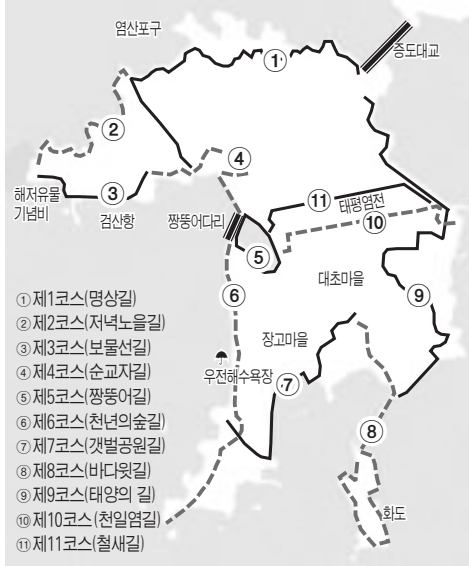 염산포구
증도대교
①
②
④
③
해저유물
기념비
검산항
짱뚱어다리
⑪
태평염전
⑩
⑤
대초마을
⑥
⑨
장고마을
우전해수욕장
⑦
⑧
화도
①제1코스(명상길)
②제2코스(저녁노을길)
③제3코스(보물선길)
④제4코스(순교자길)
⑤제5코스(짱뚱어길)
⑥제6코스(천년의숲길)
⑦제7코스(갯벌공원길)
⑧제8코스(바다윗길)
⑨제9코스(태양의 길)
⑩제10코스(천일염길)
⑪제11코스(철새길)